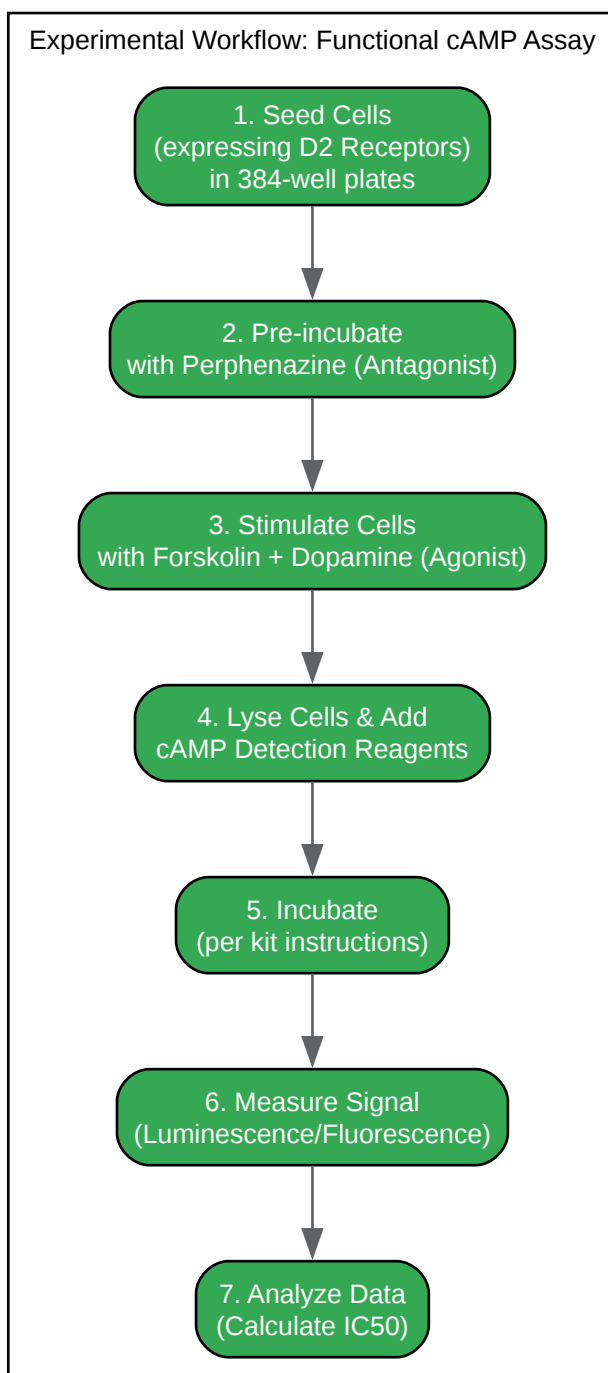 Experimental Workflow: Functional cAMP Assay
1. Seed Cells
(expressing D2 Receptors)
in 384-well plates
2. Pre-incubate
with Perphenazine (Antagonist)
3. Stimulate Cells
with Forskolin + Dopamine (Agonist)
4. Lyse Cells & Add
cAMP Detection Reagents
5. Incubate
(per kit instructions)
6. Measure Signal
(Luminescence/Fluorescence)
7. Analyze Data
(Calculate IC50)